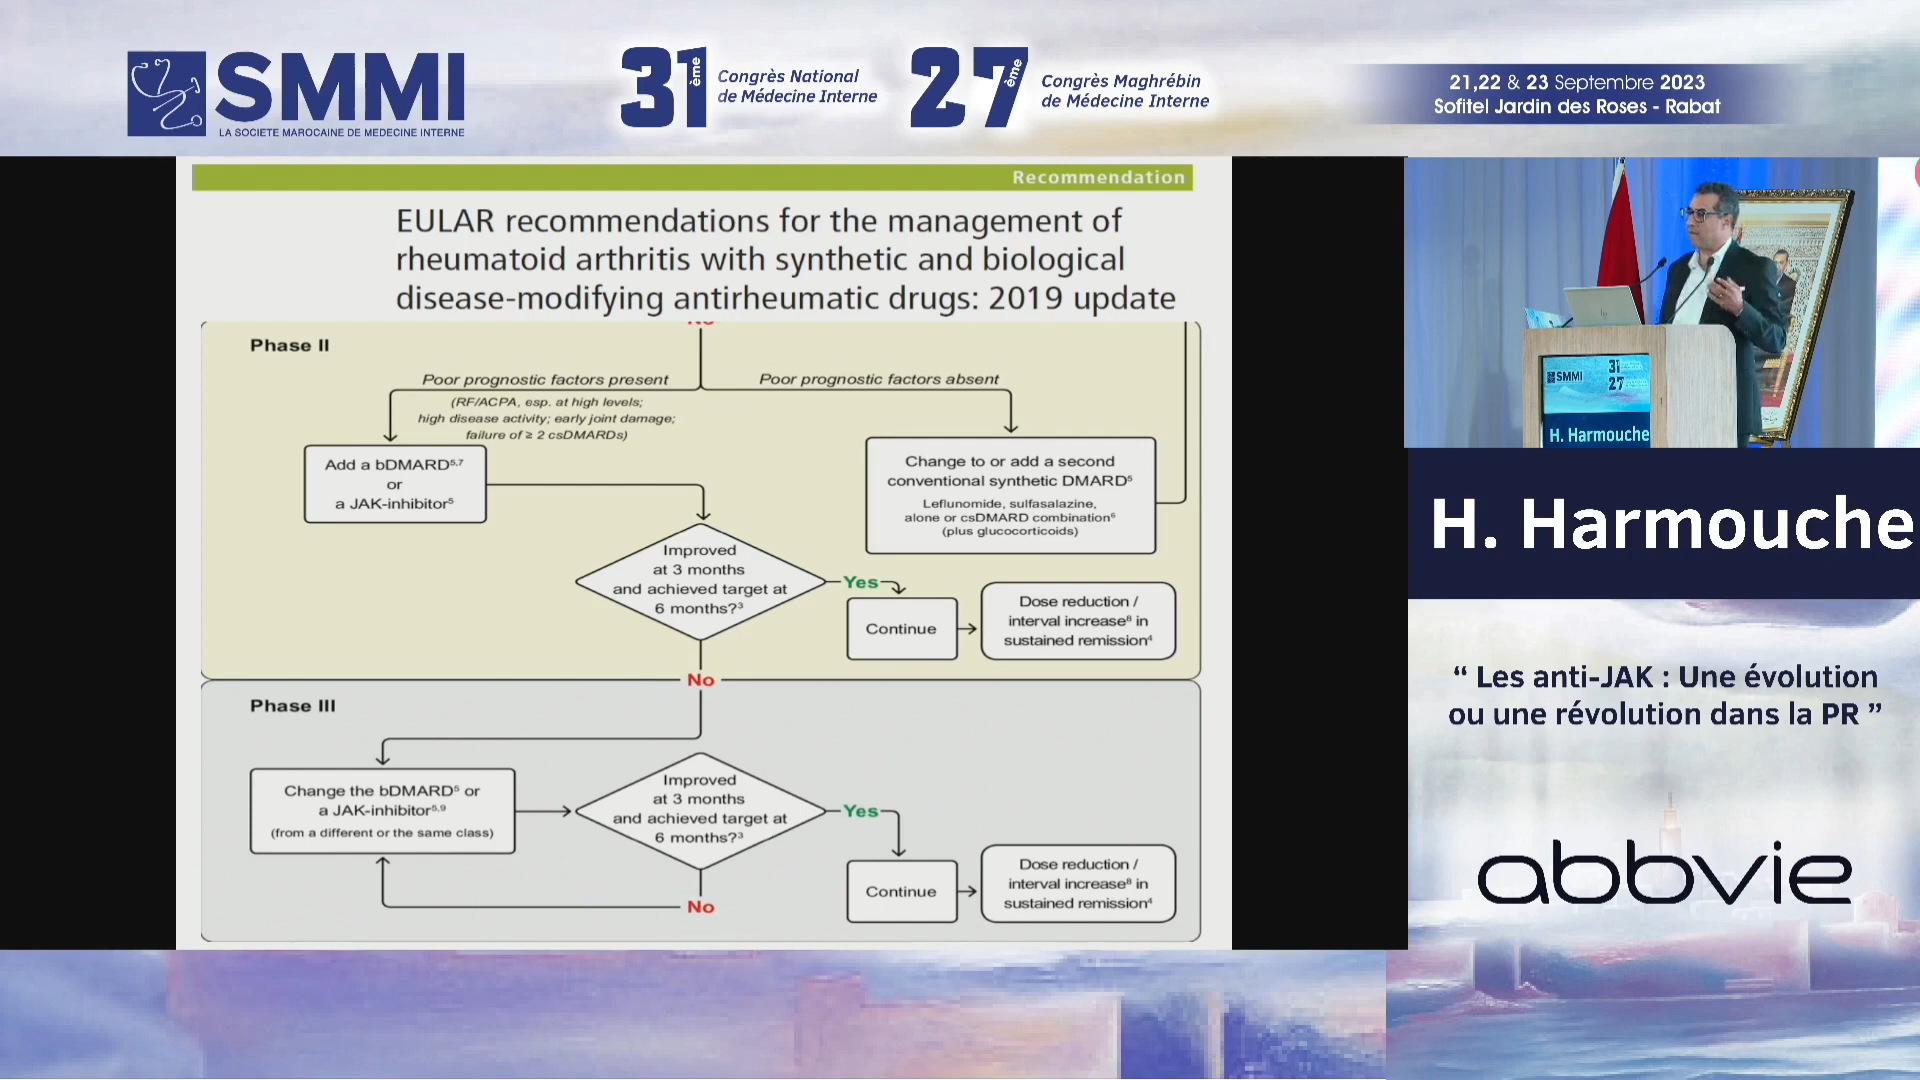 SMMI
LA SOCIETE MAROCAINE DE MEDECINE INTERNE
31ème
Congrès National
de Médecine Interne
27ème
Congrès Maghrébin
de Médecine Interne
21,22 & 23 Septembre 2023
Sofitel Jardin des Roses - Rabat
Recommendation
EULAR recommendations for the management of
rheumatoid arthritis with synthetic and biological
disease-modifying antirheumatic drugs: 2019 update
No
Phase II
Poor prognostic factors present
(RF/ACPA, esp. at high levels;
high disease activity; early joint damage;
failure of ≥ 2 csDMARDs)
Poor prognostic factors absent
Add a bDMARD⁵,⁷
or
a JAK-inhibitor⁵
Change to or add a second
conventional synthetic DMARD⁵
Leflunomide, sulfasalazine,
alone or csDMARD combination⁶
(plus glucocorticoids)
Improved
at 3 months
and achieved target at
6 months?³
Yes
Continue
Dose reduction /
interval increase⁸ in
sustained remission⁴
No
Phase III
Change the bDMARD⁵ or
a JAK-inhibitor⁵,⁹
(from a different or the same class)
Improved
at 3 months
and achieved target at
6 months?³
Yes
Continue
Dose reduction /
interval increase⁸ in
sustained remission⁴
No
SMMI
31
27
H. Harmouche
H. Harmouche
“ Les anti-JAK : Une évolution
ou une révolution dans la PR ”
abbvie